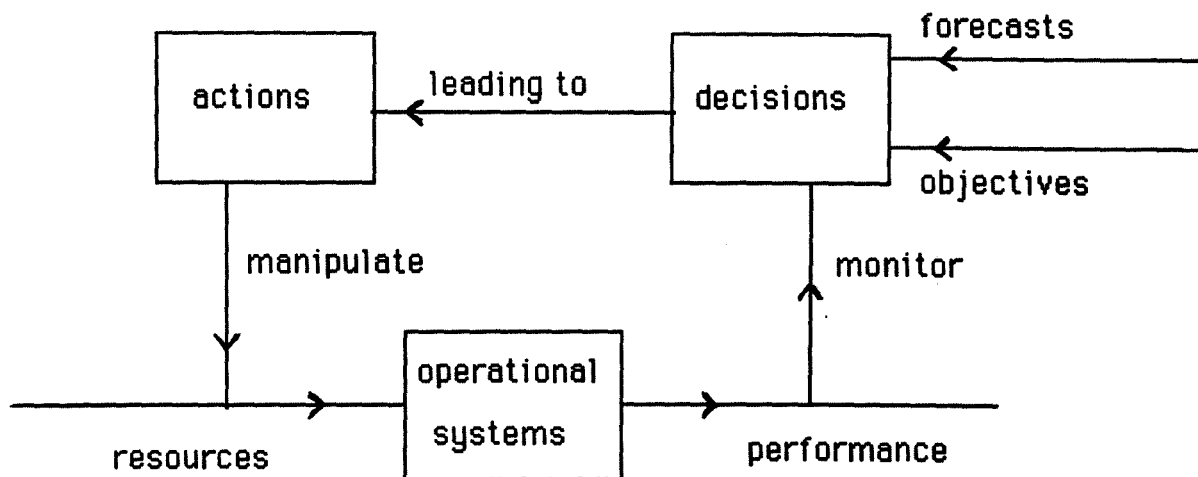 forecasts
actions
leading to
decisions
objectives
manipulate
monitor
operational
systems
resources
performance